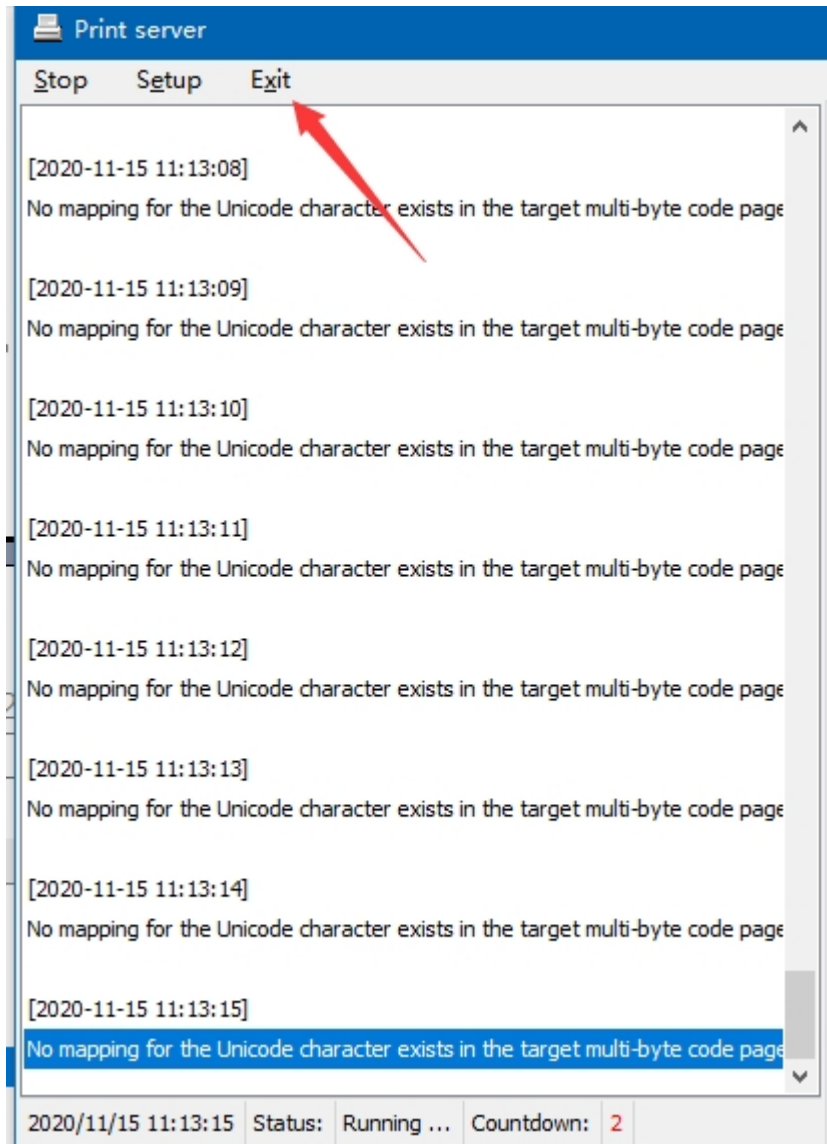 Print server
Stop Setup Exit
[2020-11-15 11:13:08]
No mapping for the Unicode character exists in the target multi-byte code page
[2020-11-15 11:13:09]
No mapping for the Unicode character exists in the target multi-byte code page
[2020-11-15 11:13:10]
No mapping for the Unicode character exists in the target multi-byte code page
[2020-11-15 11:13:11]
No mapping for the Unicode character exists in the target multi-byte code page
[2020-11-15 11:13:12]
No mapping for the Unicode character exists in the target multi-byte code page
[2020-11-15 11:13:13]
No mapping for the Unicode character exists in the target multi-byte code page
[2020-11-15 11:13:14]
No mapping for the Unicode character exists in the target multi-byte code page
[2020-11-15 11:13:15]
No mapping for the Unicode character exists in the target multi-byte code page
2020/11/15 11:13:15 Status: Running ... Countdown: 2